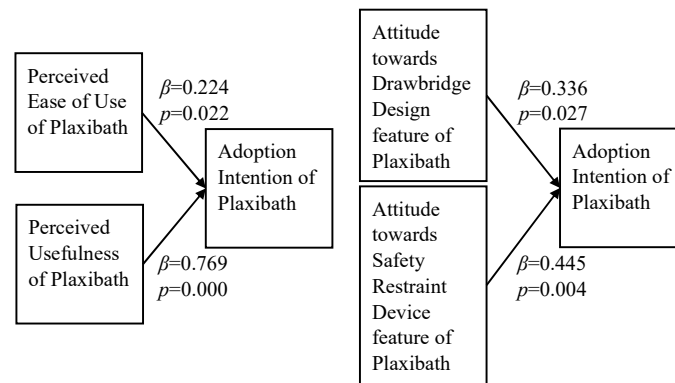 Perceived
Ease of Use
of Plaxibath
β=0.224
p=0.022
Adoption
Intention of
Plaxibath
Perceived
Usefulness
of Plaxibath
β=0.769
p=0.000
Attitude
towards
Drawbridge
Design
feature of
Plaxibath
β=0.336
p=0.027
Adoption
Intention of
Plaxibath
Attitude
towards
Safety
Restraint
Device
feature of
Plaxibath
β=0.445
p=0.004